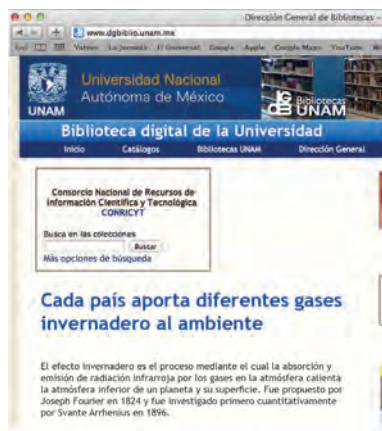 Dirección General de Bibliotecas -
www.dgbiblio.unam.mx
Yahoo! La Jornada El Universal Google Apple Google Maps YouTube
Universidad Nacional
Autónoma de México
UNAM
Bibliotecas
UNAM
Biblioteca digital de la Universidad
Inicio Catálogos Bibliotecas UNAM Dirección General
Consorcio Nacional de Recursos de
Información Científica y Tecnológica
CONRICYT
Busca en las colecciones
Buscar
Más opciones de búsqueda
Cada país aporta diferentes gases
invernadero al ambiente
El efecto invernadero es el proceso mediante el cual la absorción y
emisión de radiación infrarroja por los gases en la atmósfera calienta
la atmósfera inferior de un planeta y su superficie. Fue propuesto por
Joseph Fourier en 1824 y fue investigado primero cuantitativamente
por Svante Arrhenius en 1896.